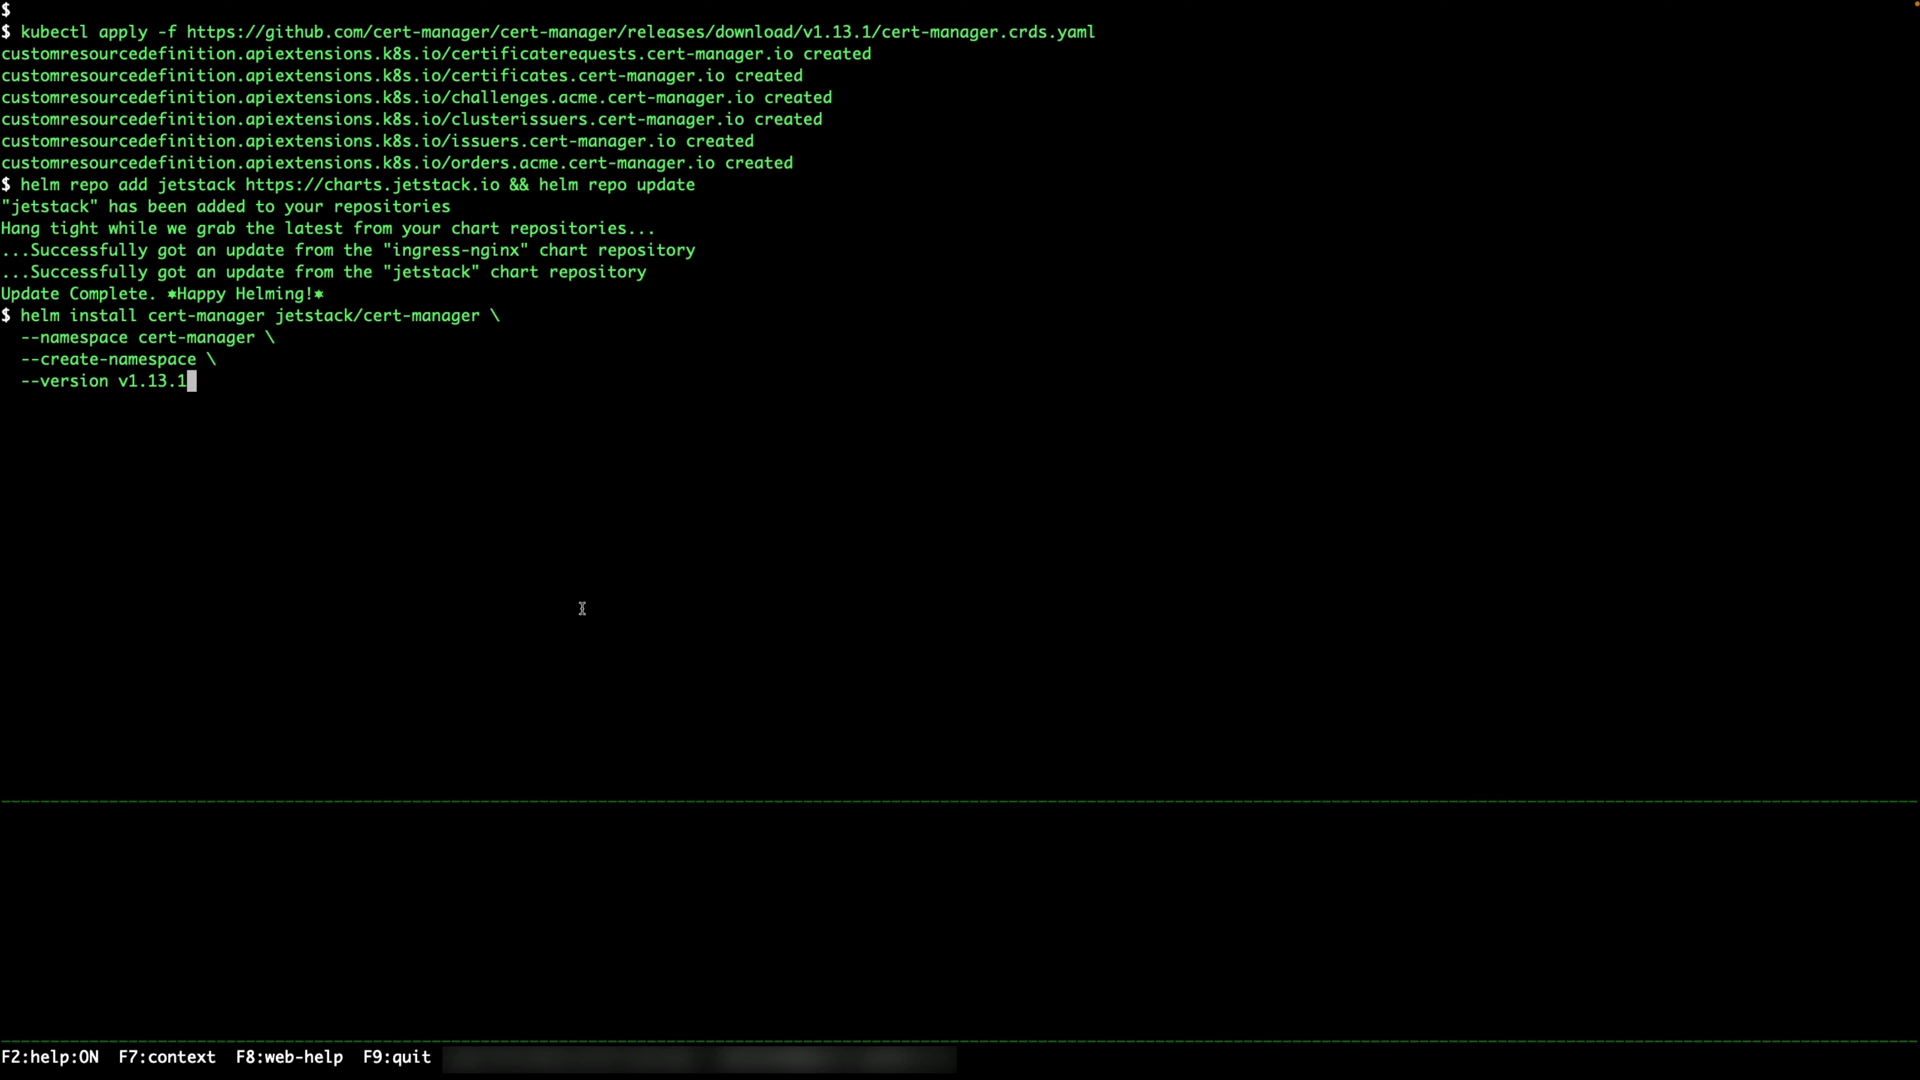 $
$ kubectl apply -f https://github.com/cert-manager/cert-manager/releases/download/v1.13.1/cert-manager.crds.yaml
customresourcedefinition.apiextensions.k8s.io/certificaterequests.cert-manager.io created
customresourcedefinition.apiextensions.k8s.io/certificates.cert-manager.io created
customresourcedefinition.apiextensions.k8s.io/challenges.acme.cert-manager.io created
customresourcedefinition.apiextensions.k8s.io/clusterissuers.cert-manager.io created
customresourcedefinition.apiextensions.k8s.io/issuers.cert-manager.io created
customresourcedefinition.apiextensions.k8s.io/orders.acme.cert-manager.io created
$ helm repo add jetstack https://charts.jetstack.io && helm repo update
"jetstack" has been added to your repositories
Hang tight while we grab the latest from your chart repositories...
...Successfully got an update from the "ingress-nginx" chart repository
...Successfully got an update from the "jetstack" chart repository
Update Complete. ⎈Happy Helming!⎈
$ helm install cert-manager jetstack/cert-manager \
  --namespace cert-manager \
  --create-namespace \
  --version v1.13.1
F2:help:ON  F7:context  F8:web-help  F9:quit